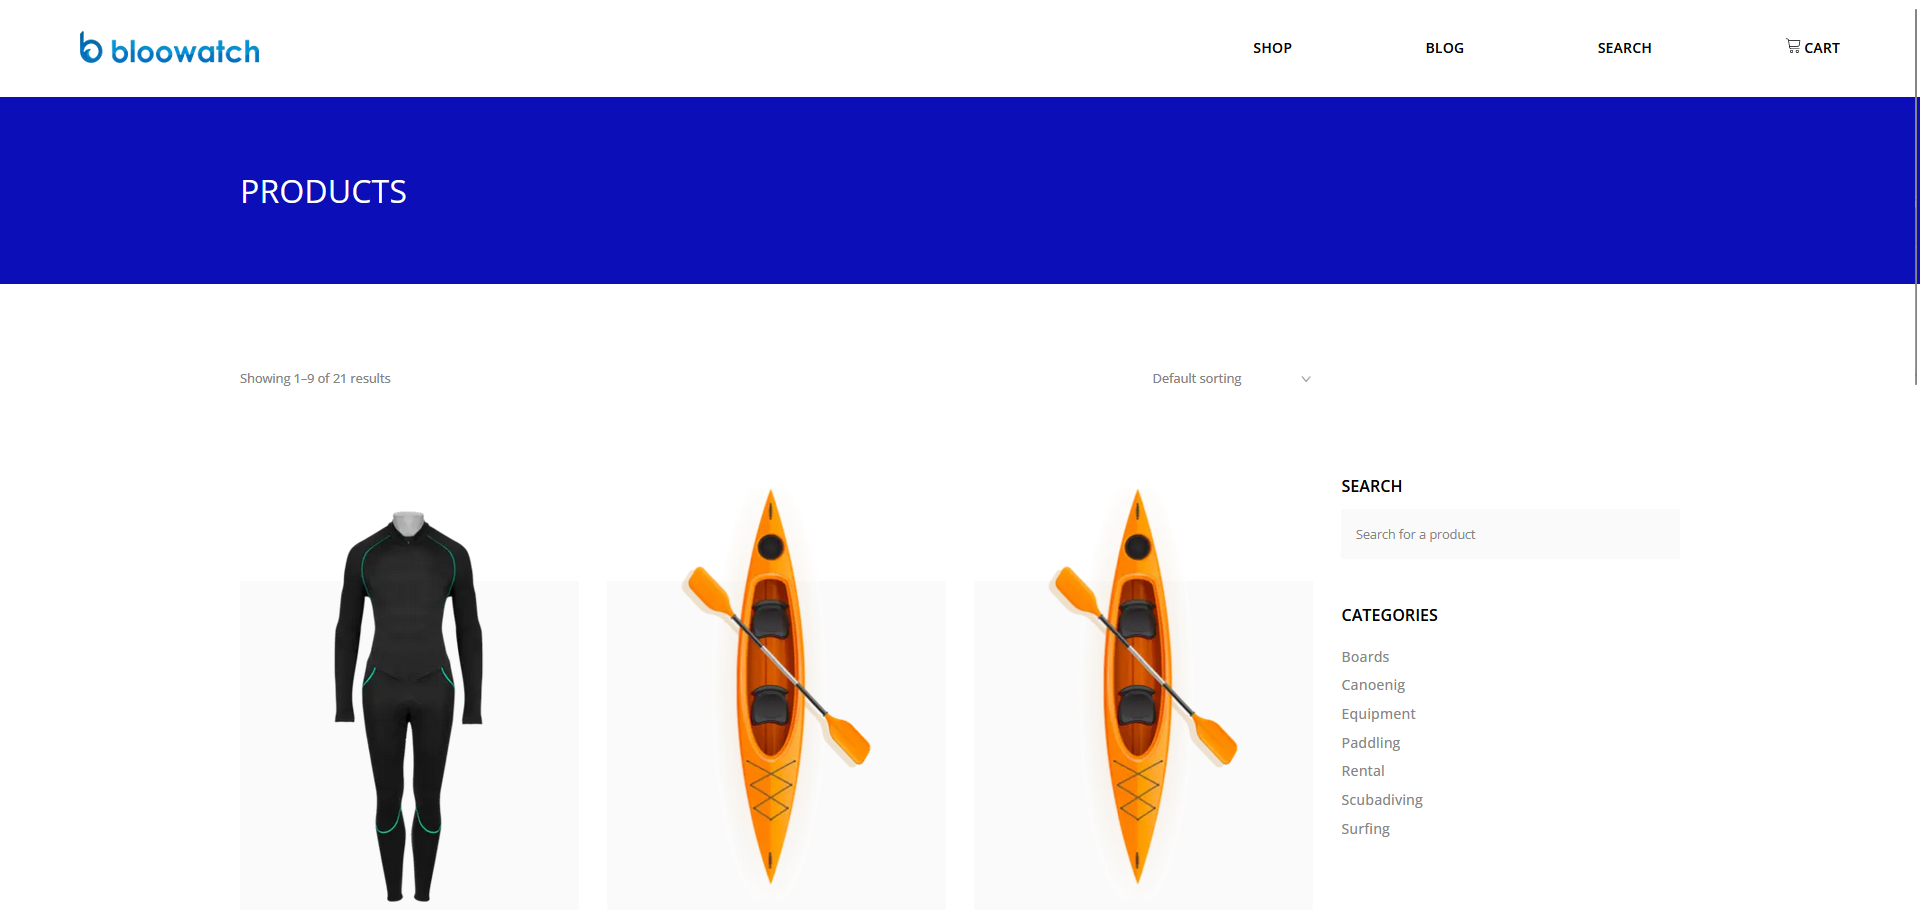 bloowatch
SHOP
BLOG
SEARCH
CART
PRODUCTS
Showing 1–9 of 21 results
Default sorting
SEARCH
Search for a product
CATEGORIES
Boards
Canoenig
Equipment
Paddling
Rental
Scubadiving
Surfing